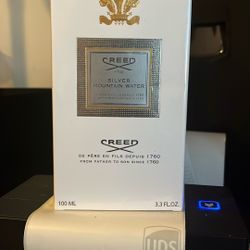 CREED
1760
SILVER
MOUNTAIN WATER
CREED
DE PÈRE EN FILS DEPUIS 1760
FROM FATHER TO SON SINCE 1760
100 ML 3.3 FL.OZ.
UPS